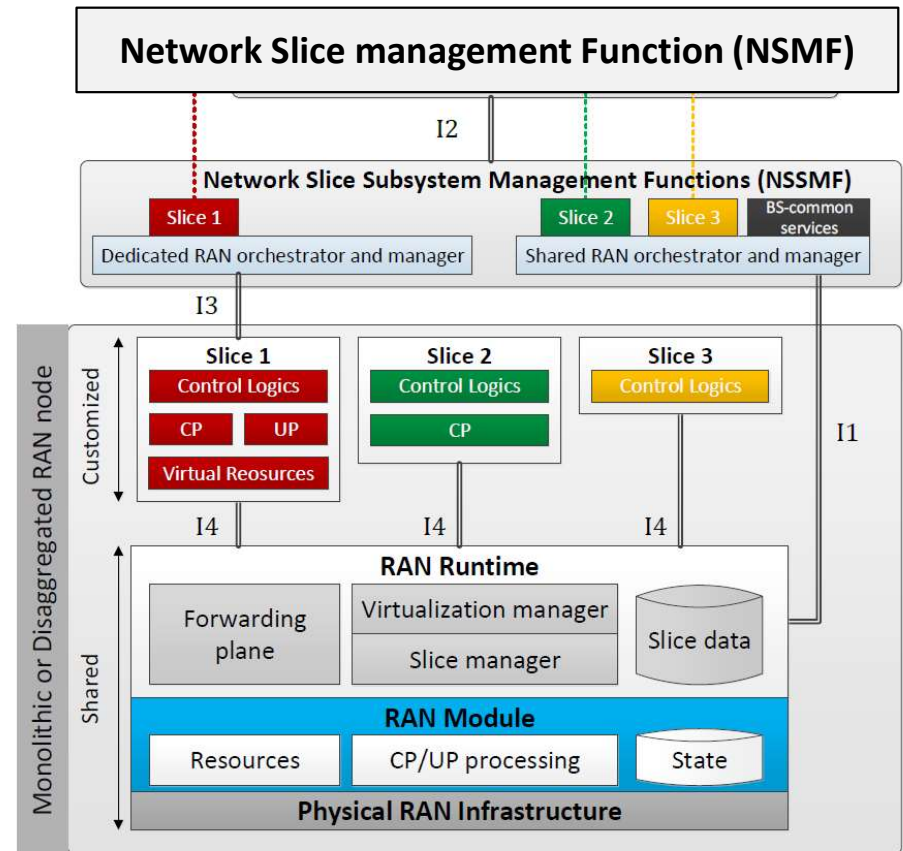 Network Slice management Function (NSMF)
I2
Network Slice Subsystem Management Functions (NSSMF)
Slice 1
Slice 2
Slice 3
BS-common
services
Dedicated RAN orchestrator and manager
Shared RAN orchestrator and manager
I3
I1
Monolithic or Disaggregated RAN node
Customized
Slice 1
Control Logics
CP
UP
Virtual Reosurces
Slice 2
Control Logics
CP
Slice 3
Control Logics
I4
I4
I4
Shared
RAN Runtime
Forwarding
plane
Virtualization manager
Slice manager
Slice data
RAN Module
Resources
CP/UP processing
State
Physical RAN Infrastructure